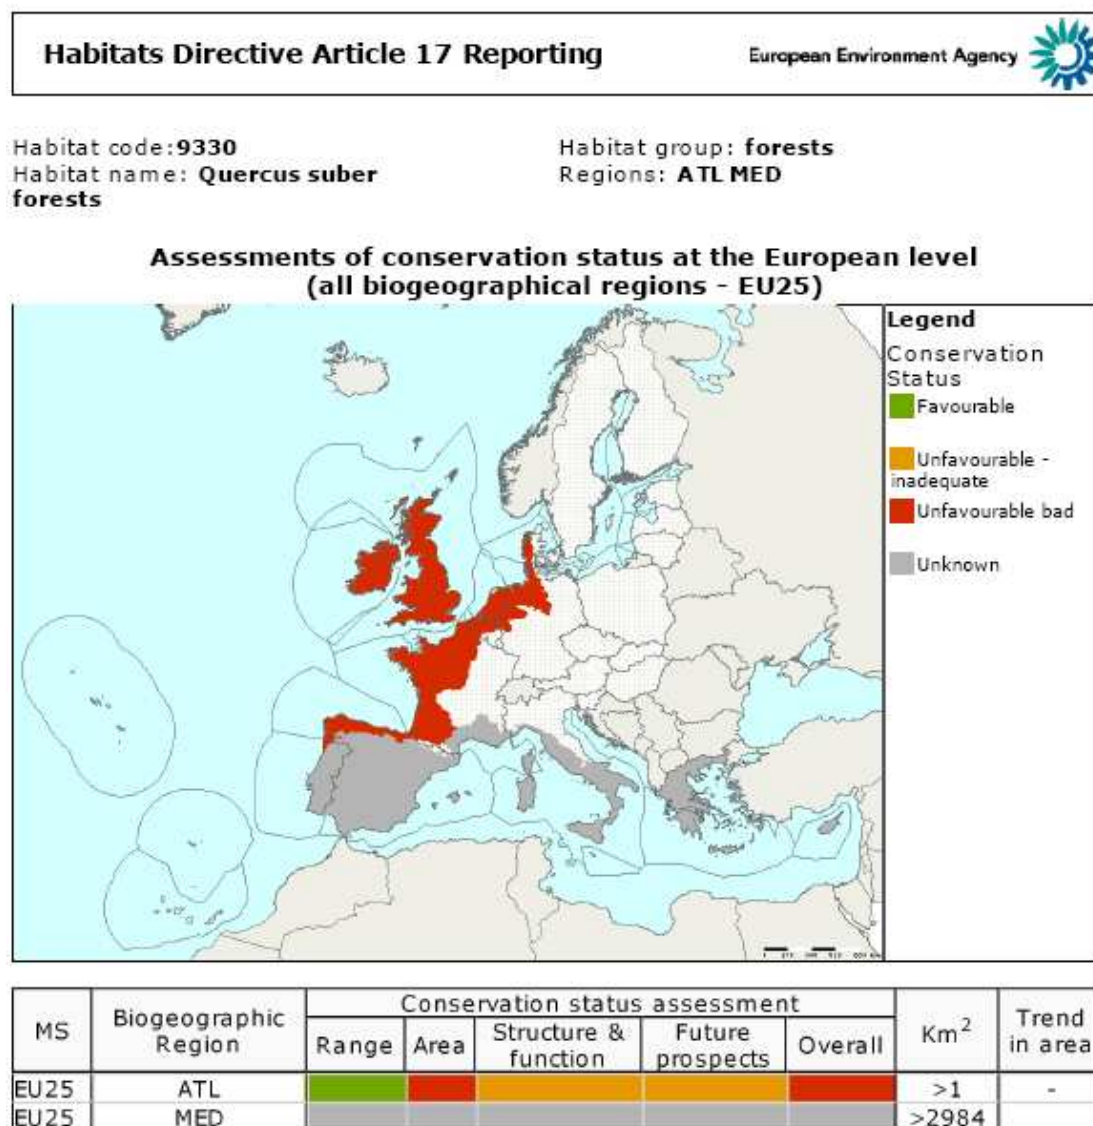 Habitats Directive Article 17 Reporting
European Environment Agency
Habitat code:9330
Habitat group: forests
Habitat name: Quercus suber
Regions: ATL MED
forests
Assessments of conservation status at the European level
(all biogeographical regions - EU25)
Legend
Conservation
Status
Favourable
Unfavourable -
inadequate
Unfavourable bad
Unknown
MS
Biogeographic
Region
Conservation status assessment
Range
Area
Structure &
function
Future
prospects
Overall
Km²
Trend
in area
EU25 ATL >1 -
EU25 MED >2984